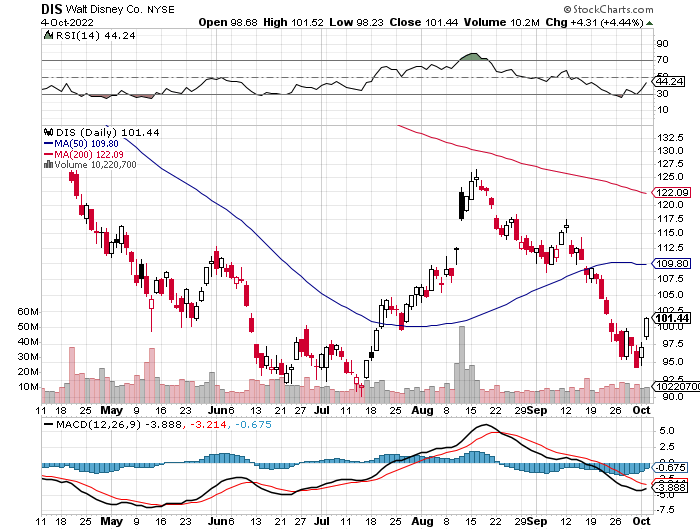 DIS Walt Disney Co. NYSE © StockCharts.com
4-Oct-2022 Open 98.68 High 101.52 Low 98.23 Close 101.44 Volume 10.2M Chg +4.31 (+4.44%)
RSI(14) 44.24
90
70
50
44.24
30
10
DIS (Daily) 101.44
MA(50) 109.80
MA(200) 122.09
Volume 10,220,700
132.5
130.0
127.5
125.0
122.09
120.0
117.5
115.0
112.5
109.80
107.5
105.0
102.5
101.44
100.0
97.5
95.0
92.5
10220700
90.0
60M
50M
40M
30M
20M
10M
11 18 25 May 9 16 23 Jun 6 13 21 27 Jul 11 18 25 Aug 8 15 22 29 Sep 12 19 26 Oct
MACD(12,26,9) -3.888, -3.214, -0.675
5.0
2.5
-0.675
-3.888
-5.0
-7.5
11 18 25 May 9 16 23 Jun 6 13 21 27 Jul 11 18 25 Aug 8 15 22 29 Sep 12 19 26 Oct